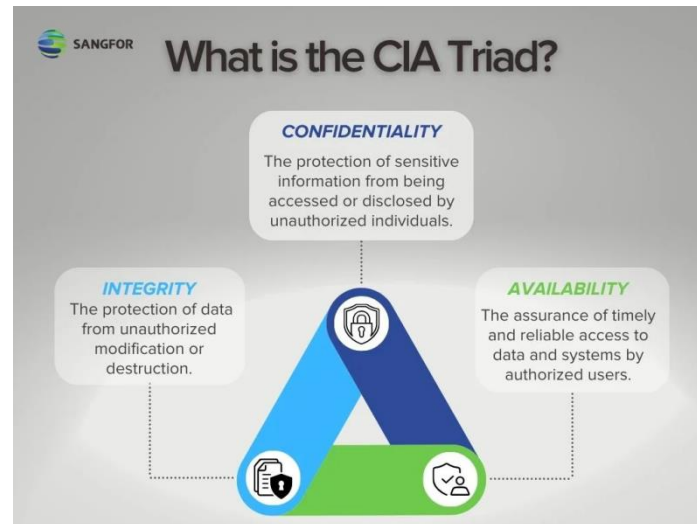 SANGFOR
What is the CIA Triad?
CONFIDENTIALITY
The protection of sensitive
information from being
accessed or disclosed by
unauthorized individuals.
INTEGRITY
The protection of data
from unauthorized
modification or
destruction.
AVAILABILITY
The assurance of timely
and reliable access to
data and systems by
authorized users.